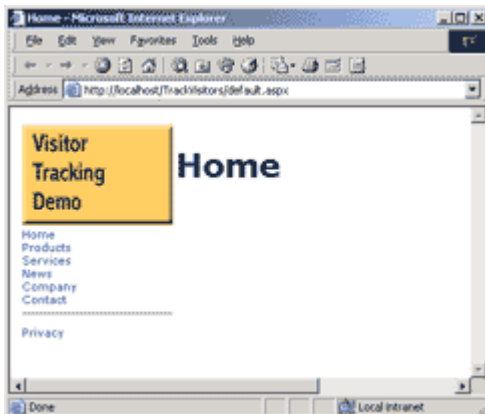 Home - Microsoft Internet Explorer
File Edit View Favorites Tools Help
Address http://localhost/TrackVisitors/default.aspx
Visitor
Tracking
Demo
Home
Home
Products
Services
News
Company
Contact
Privacy
Done Local intranet